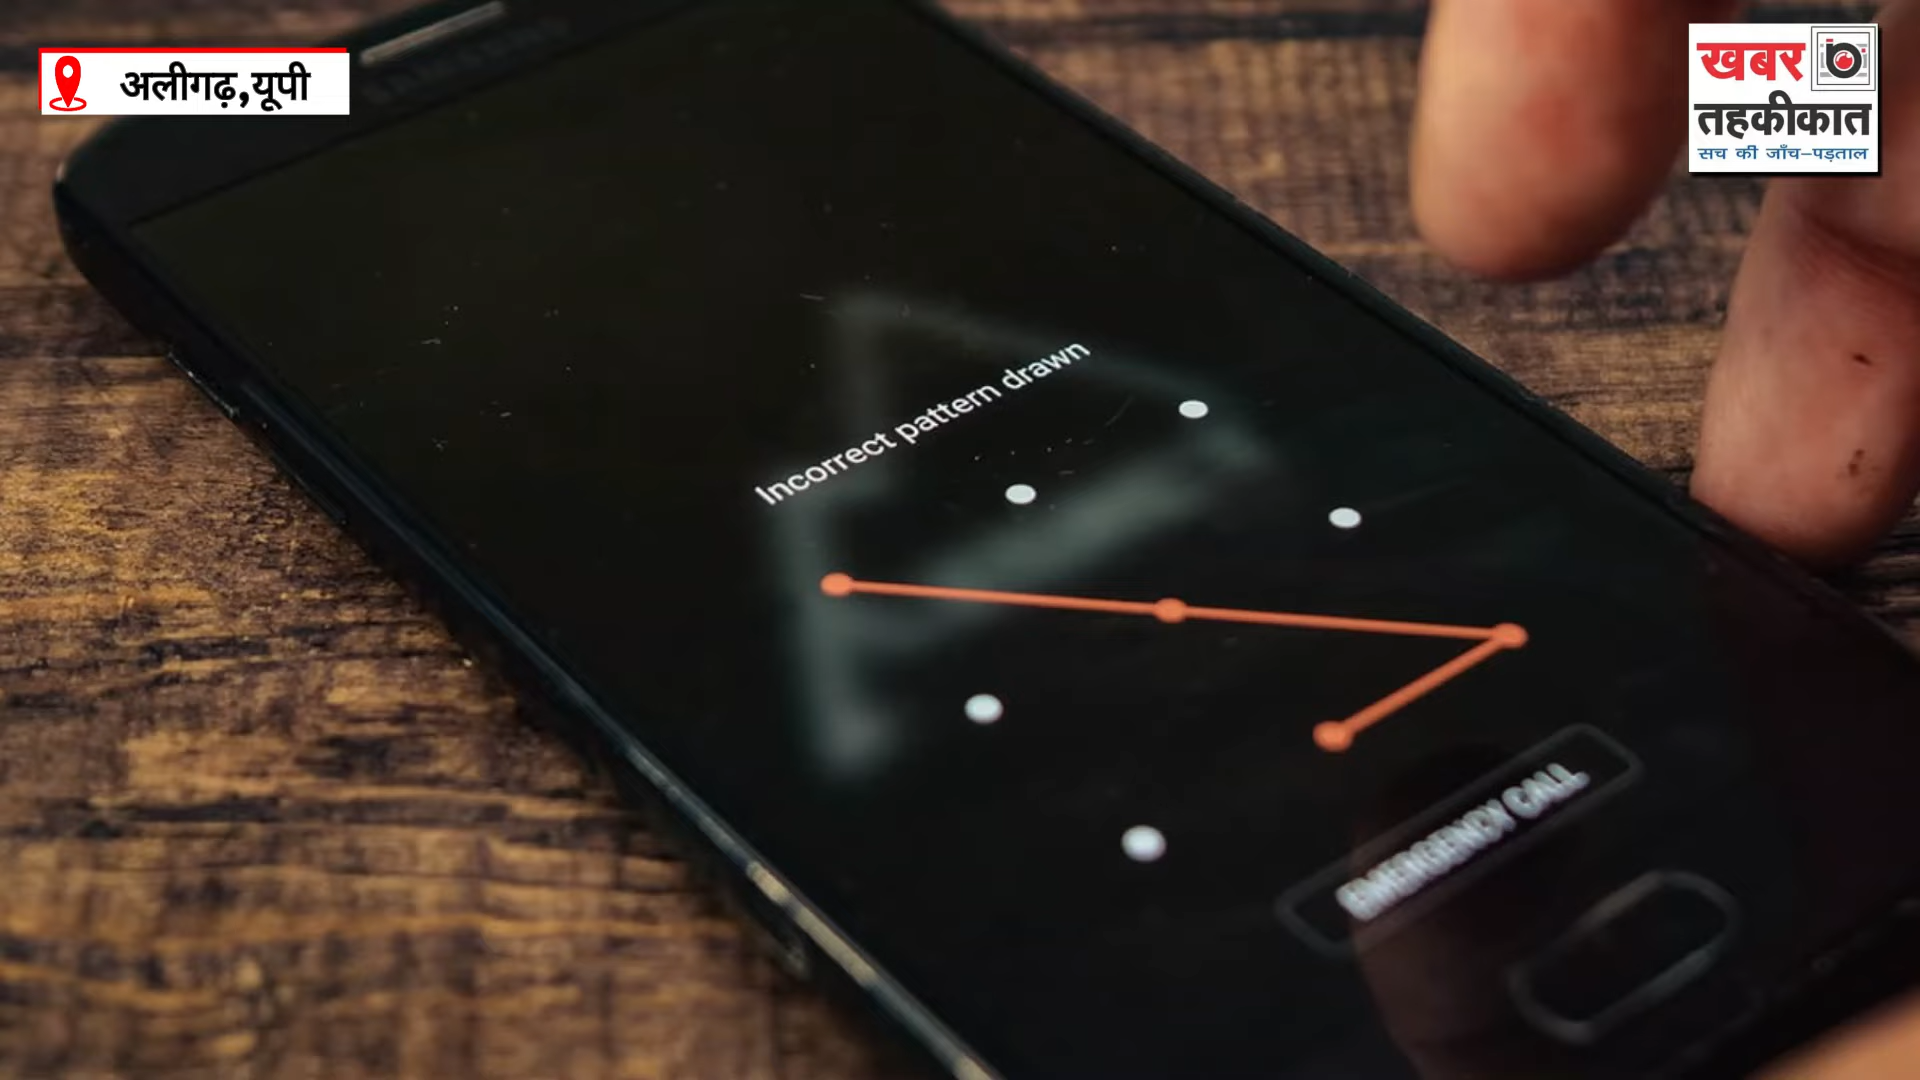 अलीगढ़,यूपी
खबर
तहकीकात
सच की जाँच-पड़ताल
Incorrect pattern drawn
EMERGENCY CALL